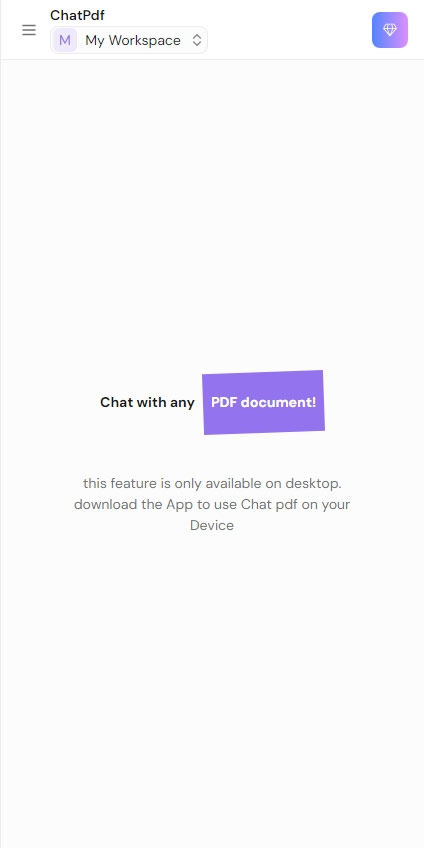 ChatPdf
M My Workspace
Chat with any PDF document!
this feature is only available on desktop.
download the App to use Chat pdf on your
Device